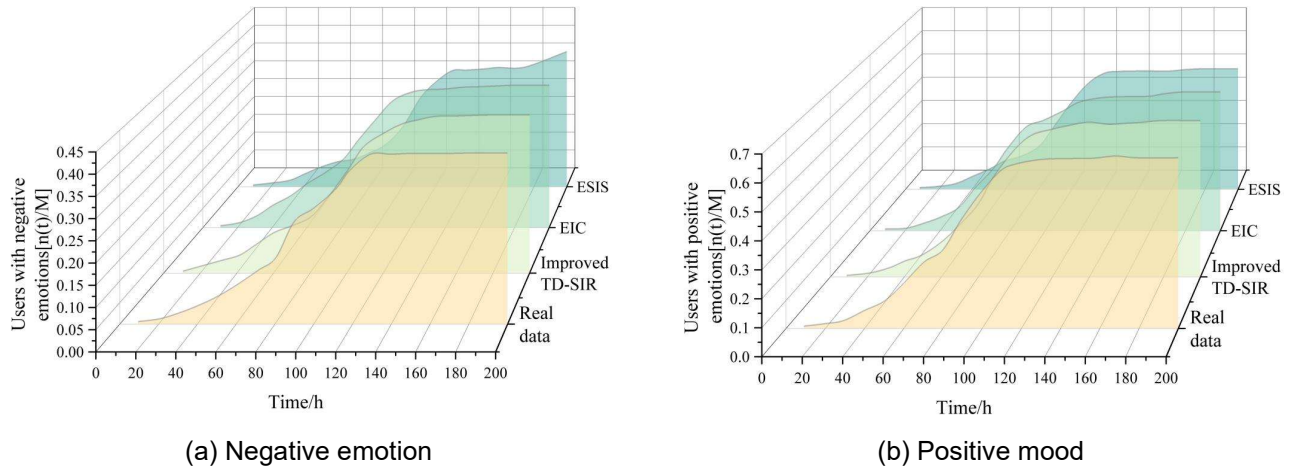 Users with negative
emotions[n(t)/M]
0.45
0.40
0.35
0.30
0.25
0.20
0.15
0.10
0.05
0.00
0 20 40 60 80 100 120 140 160 180 200
Time/h
ESIS
EIC
Improved
TD-SIR
Real
data
(a) Negative emotion
Users with positive
emotions[n(t)/M]
0.7
0.6
0.5
0.4
0.3
0.2
0.1
0.0
0 20 40 60 80 100 120 140 160 180 200
Time/h
ESIS
EIC
Improved
TD-SIR
Real
data
(b) Positive mood